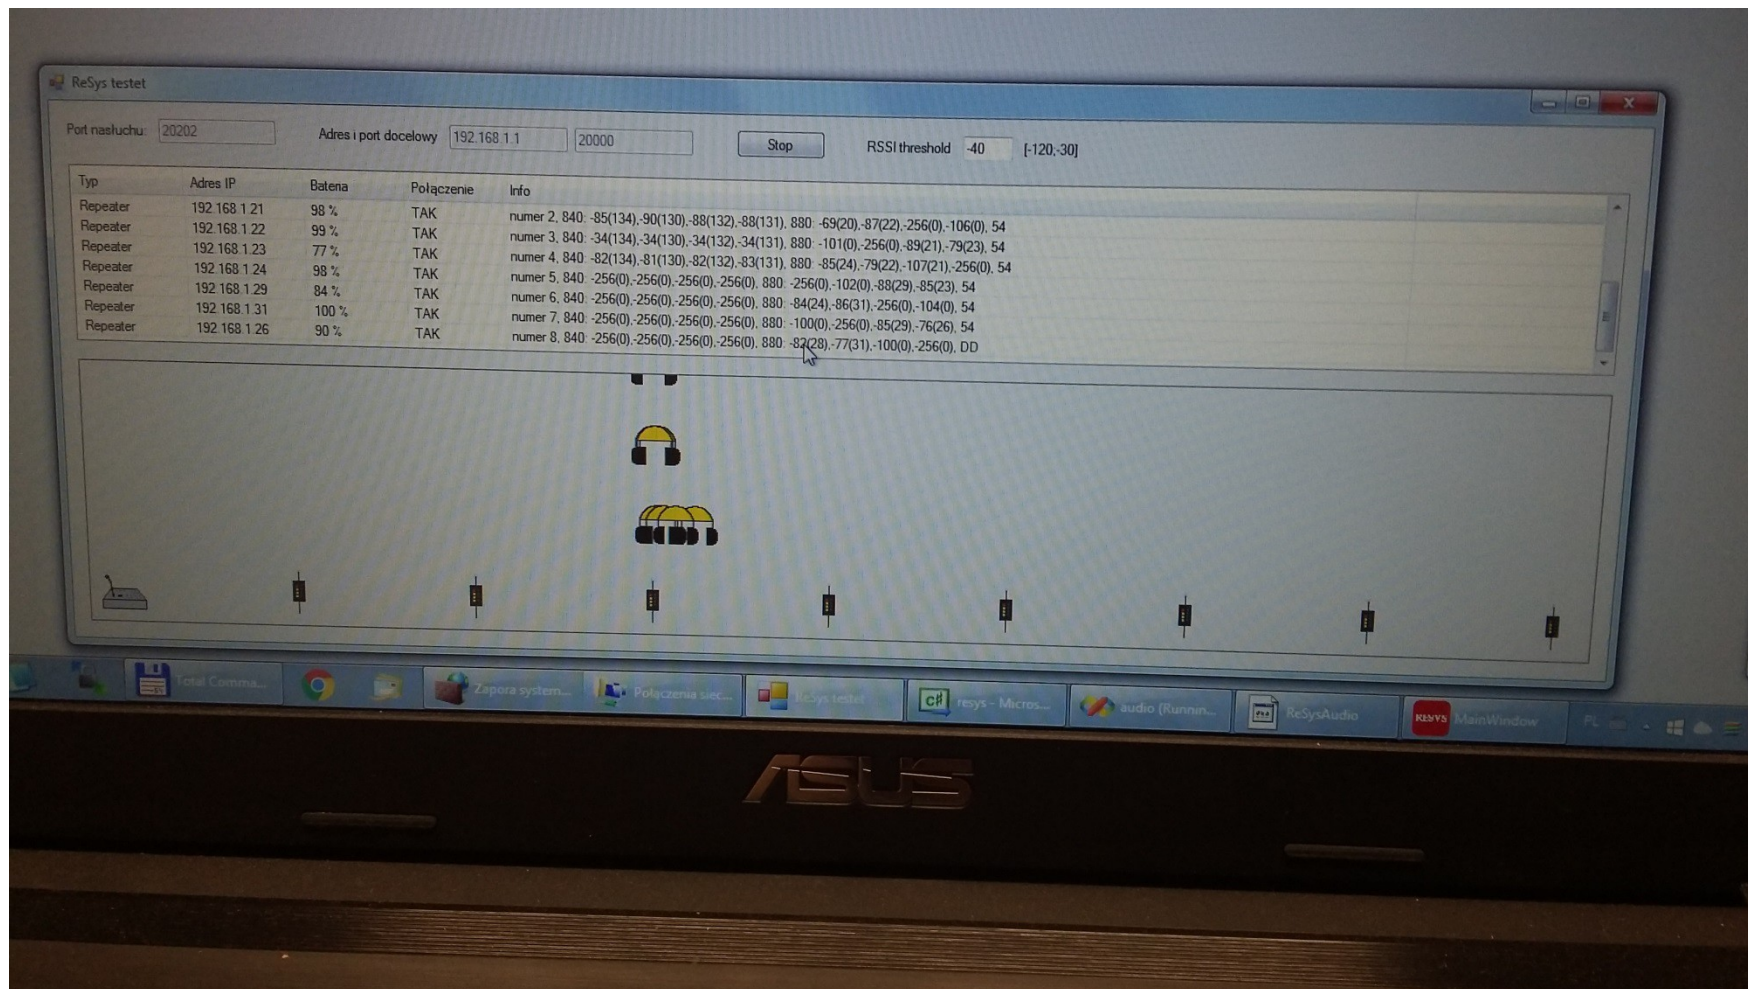 ReSys testet
Port nasłuchu: 20202 Adres i port docelowy 192.168.1.1 20000 Stop RSSI threshold -40 [-120;-30]
Typ Adres IP Bateria Połączenie Info
Repeater 192.168.1.21 98 % TAK numer 2, 840: -85(134),-90(130),-88(132),-88(131), 880: -69(20),-87(22),-256(0),-106(0), 54
Repeater 192.168.1.22 99 % TAK numer 3, 840: -34(134),-34(130),-34(132),-34(131), 880: -101(0),-256(0),-89(21),-79(23), 54
Repeater 192.168.1.23 77 % TAK numer 4, 840: -82(134),-81(130),-82(132),-83(131), 880: -85(24),-79(22),-107(21),-256(0), 54
Repeater 192.168.1.24 98 % TAK numer 5, 840: -256(0),-256(0),-256(0),-256(0), 880: -256(0),-102(0),-88(29),-85(23), 54
Repeater 192.168.1.29 84 % TAK numer 6, 840: -256(0),-256(0),-256(0),-256(0), 880: -84(24),-86(31),-256(0),-104(0), 54
Repeater 192.168.1.31 100 % TAK numer 7, 840: -256(0),-256(0),-256(0),-256(0), 880: -100(0),-256(0),-85(29),-76(26), 54
Repeater 192.168.1.26 90 % TAK numer 8, 840: -256(0),-256(0),-256(0),-256(0), 880: -82(28),-77(31),-100(0),-256(0), DD
Total Comma... Zapora system... Połączenia siec... ReSys testet C# resys - Micros... audio (Runnin... ReSysAudio RESYS MainWindow PL
ASUS